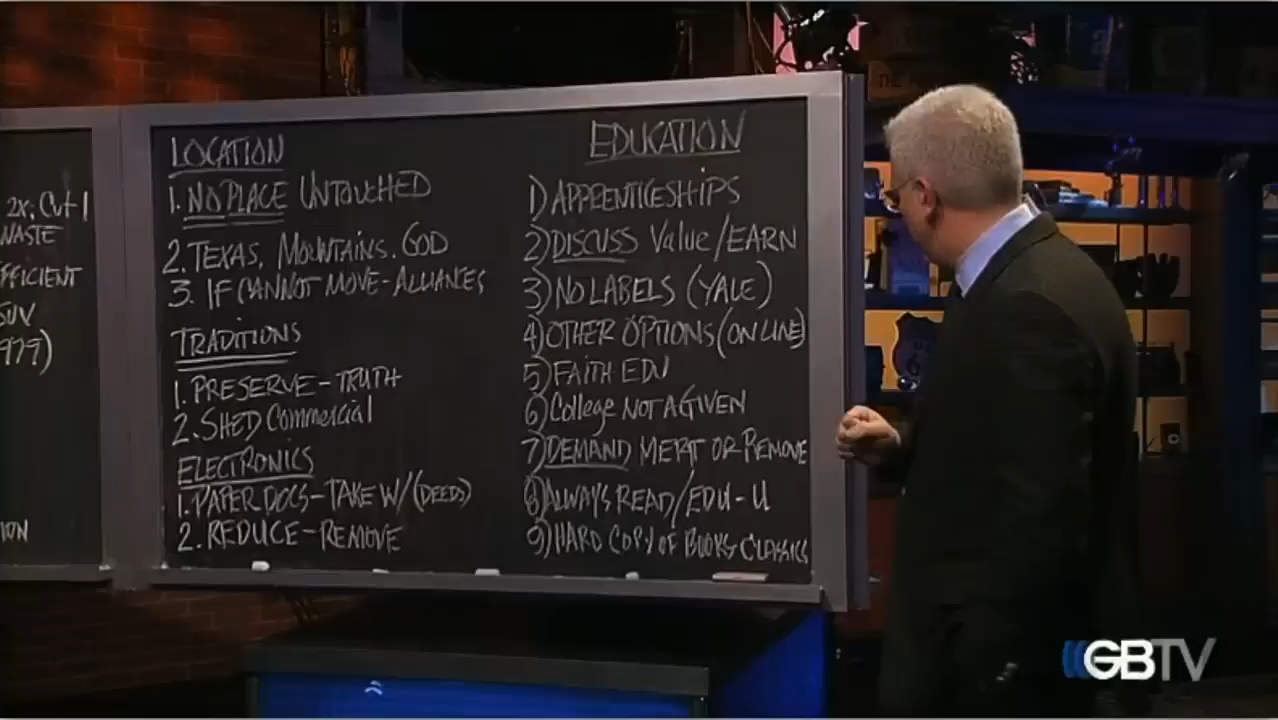 2x, Cut 1
WASTE
FFICIENT
SUV
979)
ION
LOCATION
1. NO PLACE UNTOUCHED
2. TEXAS, MOUNTAINS. GOD
3. IF CANNOT MOVE-ALLIANCES
TRADITIONS
1. PRESERVE-TRUTH
2. SHED Commercial
ELECTRONICS
1. PAPER DOCS-TAKE W/(DEEDS)
2. REDUCE-REMOVE
EDUCATION
1) APPRENTICESHIPS
2) DISCUSS Value/EARN
3) NO LABELS (YALE)
4) OTHER OPTIONS (ON LINE)
5) FAITH EDU
6) College NOT A GIVEN
7) DEMAND MERIT OR REMOVE
8) ALWAYS READ/EDU-U
9) HARD COPY OF BOOKS CLASSICS
GBTV